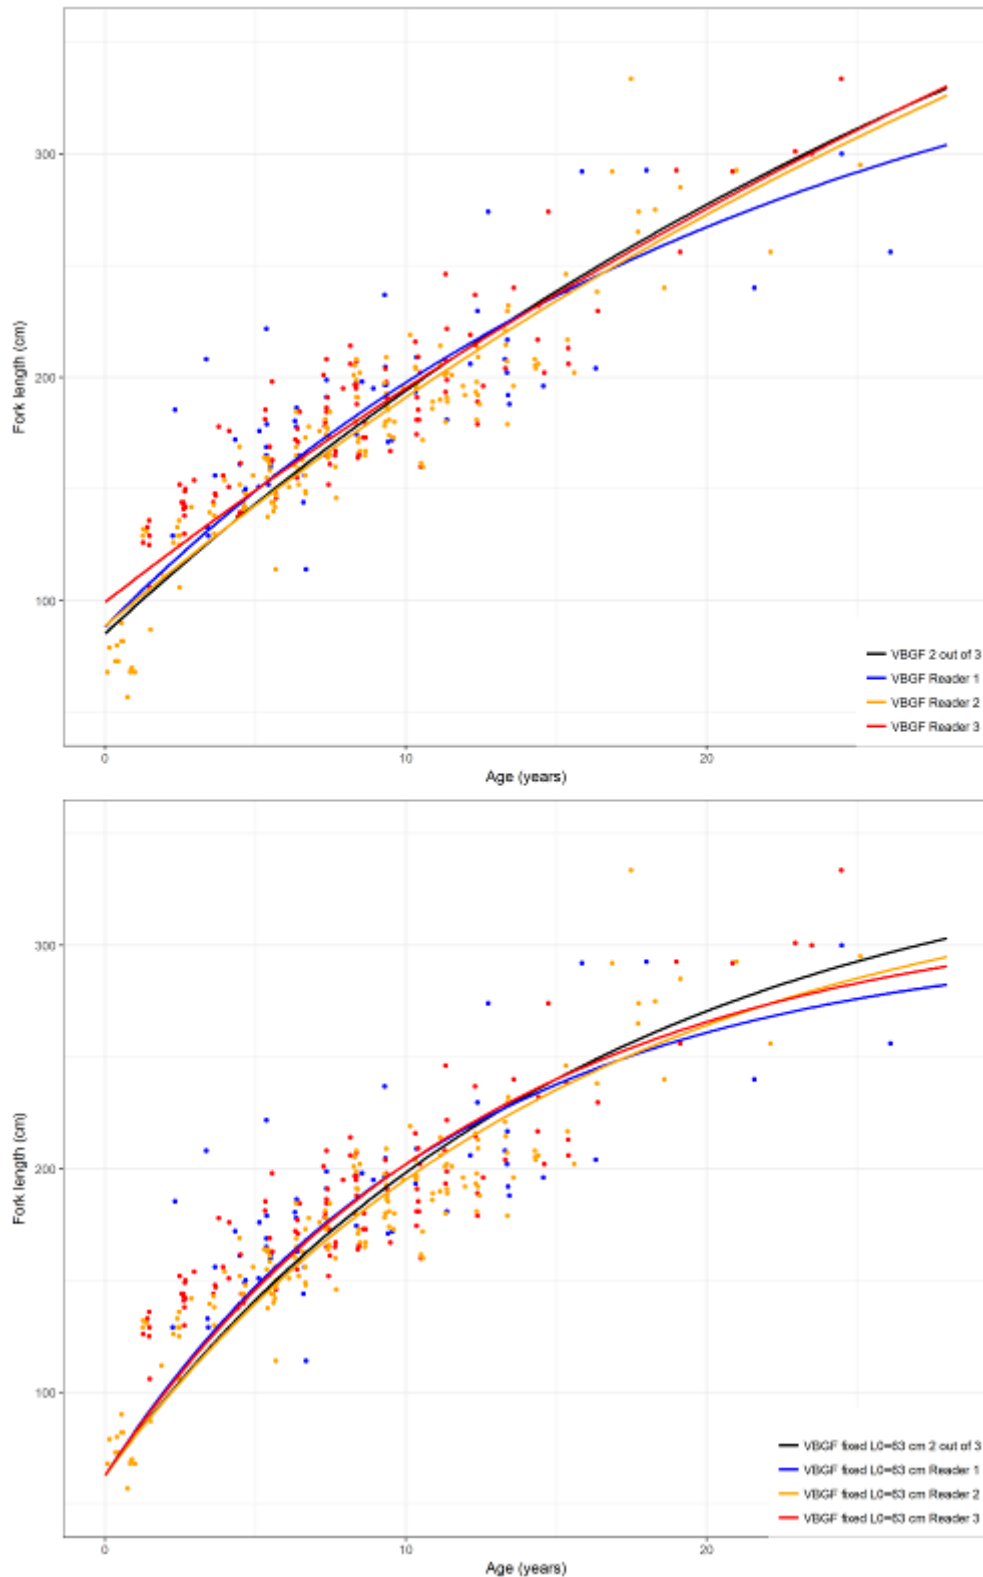 300
200
100
Fork length (cm)
0
10
20
Age (years)
VBGF 2 out of 3
VBGF Reader 1
VBGF Reader 2
VBGF Reader 3
300
200
100
Fork length (cm)
0
10
20
Age (years)
VBGF fixed L0=63 cm 2 out of 3
VBGF fixed L0=63 cm Reader 1
VBGF fixed L0=63 cm Reader 2
VBGF fixed L0=63 cm Reader 3